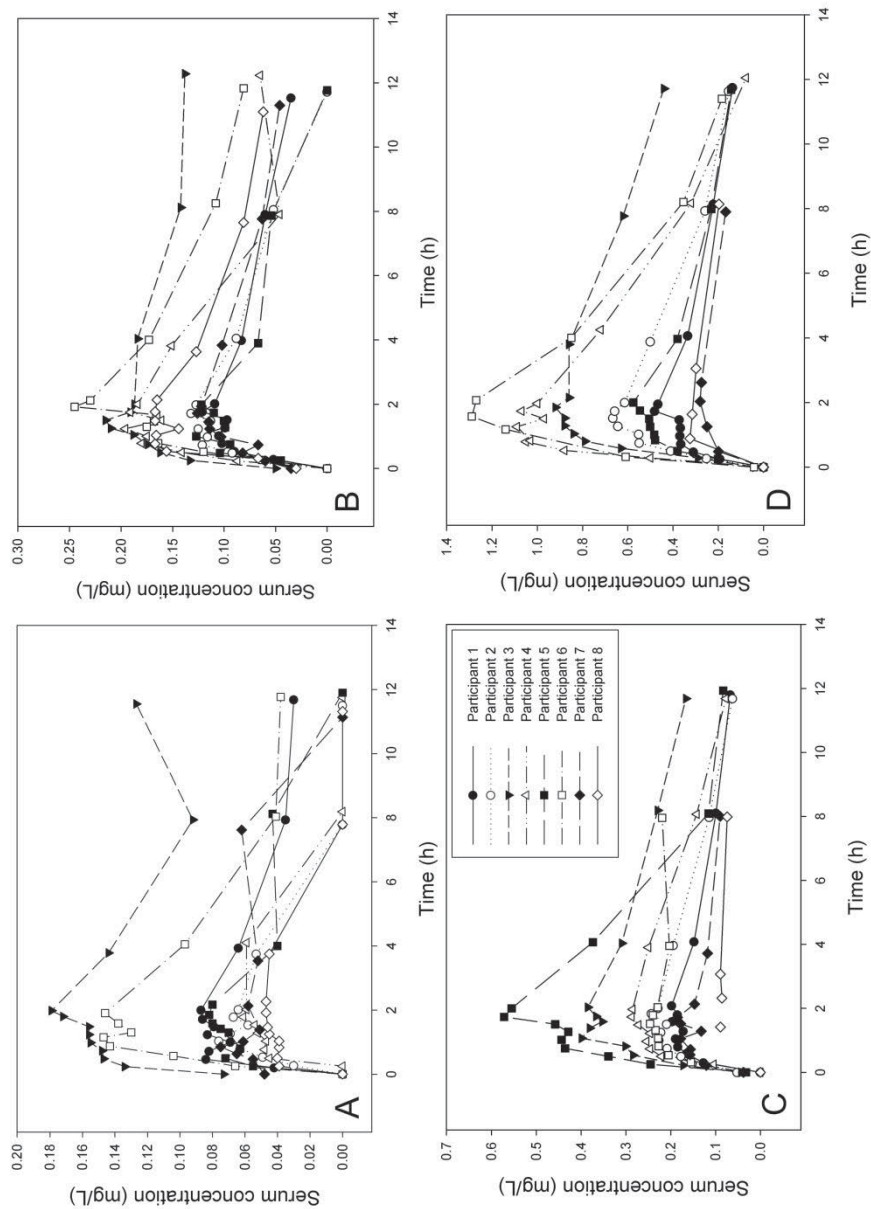 0.20
0.18
0.16
0.14
0.12
0.10
0.08
0.06
0.04
0.02
0.00
Serum concentration (mg/L)
A
0 2 4 6 8 10 12 14
Time (h)
0.30
0.25
0.20
0.15
0.10
0.05
0.00
Serum concentration (mg/L)
B
0 2 4 6 8 10 12 14
Time (h)
0.7
0.6
0.5
0.4
0.3
0.2
0.1
0.0
Serum concentration (mg/L)
Participant 1
Participant 2
Participant 3
Participant 4
Participant 5
Participant 6
Participant 7
Participant 8
C
0 2 4 6 8 10 12 14
Time (h)
1.4
1.2
1.0
0.8
0.6
0.4
0.2
0.0
Serum concentration (mg/L)
D
0 2 4 6 8 10 12 14
Time (h)